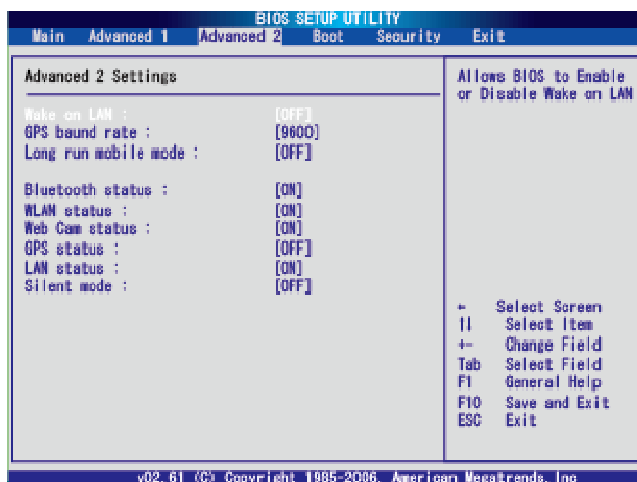 BIOS SETUP UTILITY
Main Advanced 1 Advanced 2 Boot Security Exit
Advanced 2 Settings
Wake on LAN : [OFF]
GPS baund rate : [9600]
Long run mobile mode : [OFF]
Bluetooth status : [ON]
WLAN status : [ON]
Web Cam status : [ON]
GPS status : [OFF]
LAN status : [ON]
Silent mode : [OFF]
Allows BIOS to Enable
or Disable Wake on LAN
← Select Screen
↑↓ Select Item
+- Change Field
Tab Select Field
F1 General Help
F10 Save and Exit
ESC Exit
v02.61 (C) Copyright 1985-2006, American Megatrends, Inc